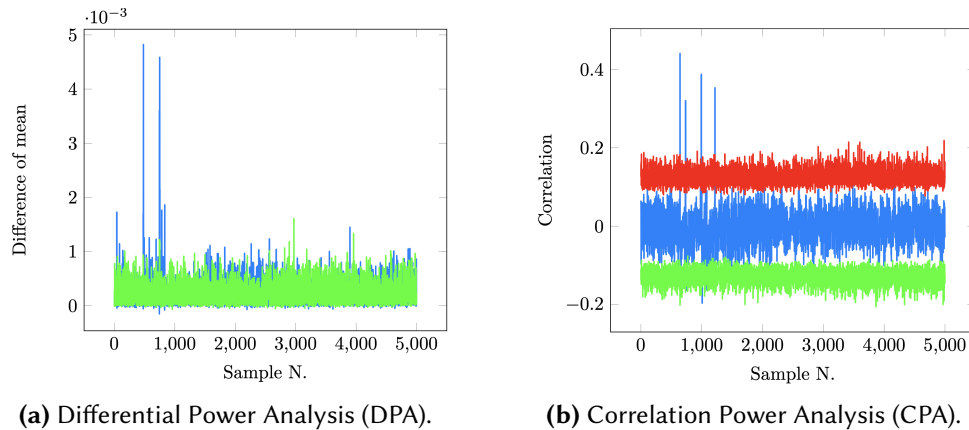 ·10−3
5
4
3
2
1
0
Difference of mean
0 1,000 2,000 3,000 4,000 5,000
Sample N.
(a) Differential Power Analysis (DPA).
0.4
0.2
0
−0.2
Correlation
0 1,000 2,000 3,000 4,000 5,000
Sample N.
(b) Correlation Power Analysis (CPA).